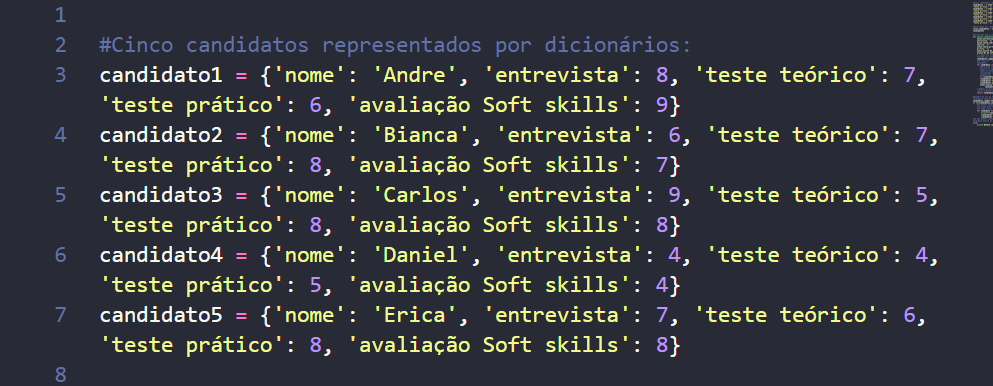 1
2 #Cinco candidatos representados por dicionários:
3 candidato1 = {'nome': 'Andre', 'entrevista': 8, 'teste teórico': 7,
'teste prático': 6, 'avaliação Soft skills': 9}
4 candidato2 = {'nome': 'Bianca', 'entrevista': 6, 'teste teórico': 7,
'teste prático': 8, 'avaliação Soft skills': 7}
5 candidato3 = {'nome': 'Carlos', 'entrevista': 9, 'teste teórico': 5,
'teste prático': 8, 'avaliação Soft skills': 8}
6 candidato4 = {'nome': 'Daniel', 'entrevista': 4, 'teste teórico': 4,
'teste prático': 5, 'avaliação Soft skills': 4}
7 candidato5 = {'nome': 'Erica', 'entrevista': 7, 'teste teórico': 6,
'teste prático': 8, 'avaliação Soft skills': 8}
8